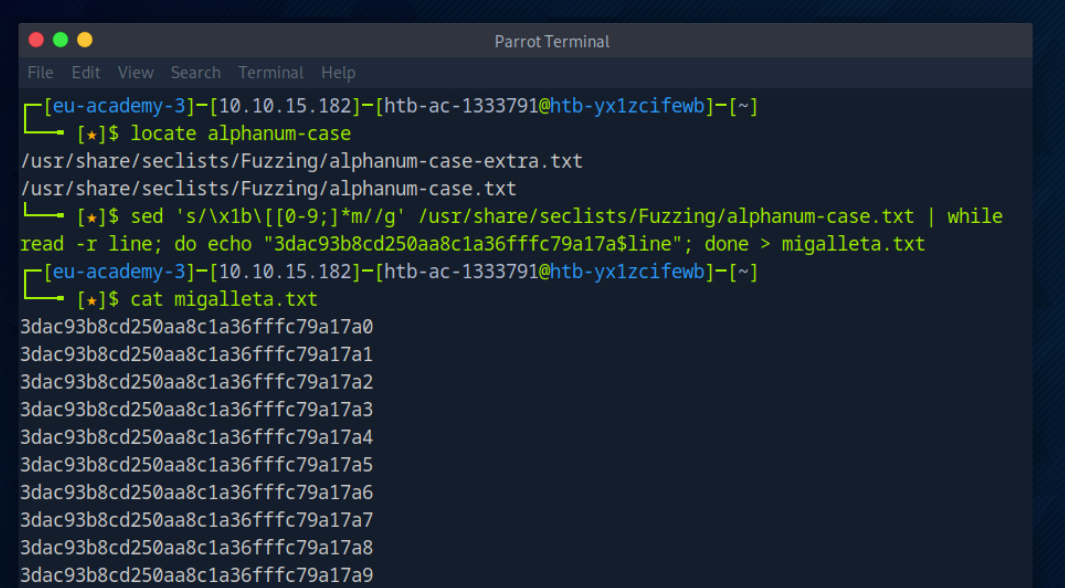 Parrot Terminal
File Edit View Search Terminal Help
┌─[eu-academy-3]─[10.10.15.182]─[htb-ac-1333791@htb-yx1zcifewb]─[~]
└──╼ [★]$ locate alphanum-case
/usr/share/seclists/Fuzzing/alphanum-case-extra.txt
/usr/share/seclists/Fuzzing/alphanum-case.txt
└──╼ [★]$ sed 's/\x1b\[[0-9;]*m//g' /usr/share/seclists/Fuzzing/alphanum-case.txt | while
read -r line; do echo "3dac93b8cd250aa8c1a36fffc79a17a$line"; done > migalleta.txt
┌─[eu-academy-3]─[10.10.15.182]─[htb-ac-1333791@htb-yx1zcifewb]─[~]
└──╼ [★]$ cat migalleta.txt
3dac93b8cd250aa8c1a36fffc79a17a0
3dac93b8cd250aa8c1a36fffc79a17a1
3dac93b8cd250aa8c1a36fffc79a17a2
3dac93b8cd250aa8c1a36fffc79a17a3
3dac93b8cd250aa8c1a36fffc79a17a4
3dac93b8cd250aa8c1a36fffc79a17a5
3dac93b8cd250aa8c1a36fffc79a17a6
3dac93b8cd250aa8c1a36fffc79a17a7
3dac93b8cd250aa8c1a36fffc79a17a8
3dac93b8cd250aa8c1a36fffc79a17a9